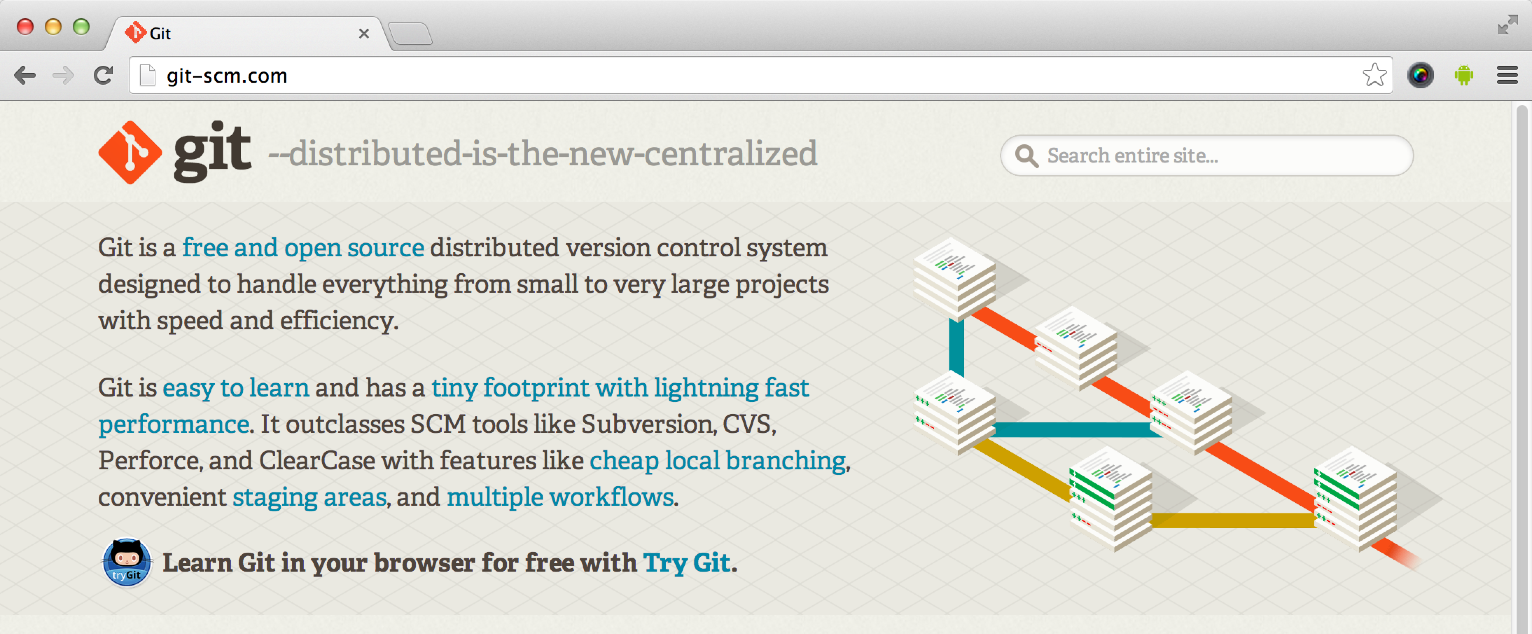 Git
git-scm.com
git --distributed-is-the-new-centralized
Search entire site...
Git is a free and open source distributed version control system
designed to handle everything from small to very large projects
with speed and efficiency.
Git is easy to learn and has a tiny footprint with lightning fast
performance. It outclasses SCM tools like Subversion, CVS,
Perforce, and ClearCase with features like cheap local branching,
convenient staging areas, and multiple workflows.
tryGit
Learn Git in your browser for free with Try Git.